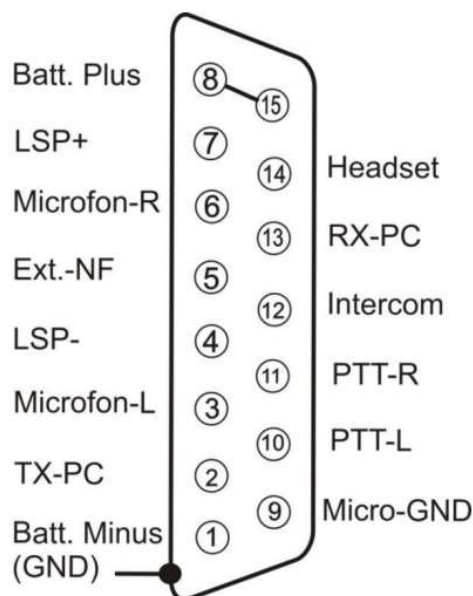 Batt. Plus
8
15
LSP+
7
14
Headset
Microfon-R
6
13
RX-PC
Ext.-NF
5
12
Intercom
LSP-
4
11
PTT-R
Microfon-L
3
10
PTT-L
TX-PC
2
9
Micro-GND
Batt. Minus
1
(GND)